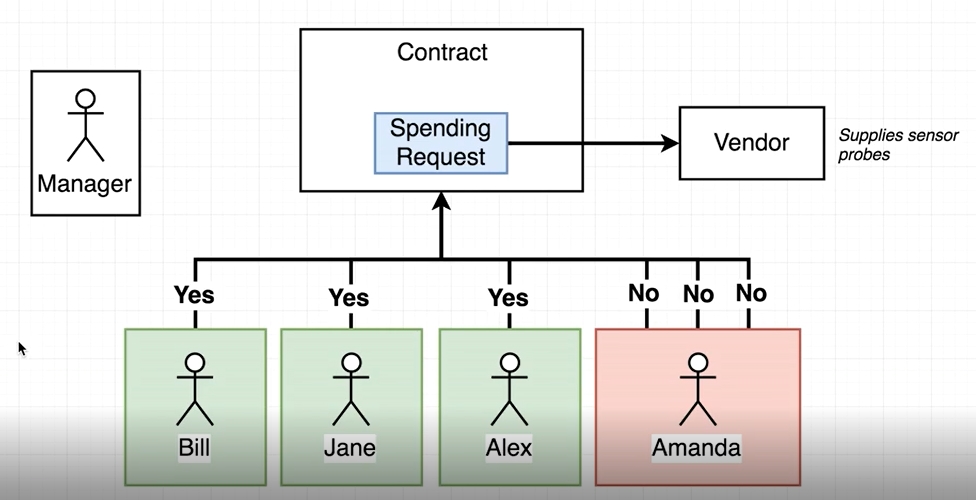 Contract
Spending
Request
Vendor
Supplies sensor
probes
Manager
Yes
Yes
Yes
No
No
No
Bill
Jane
Alex
Amanda